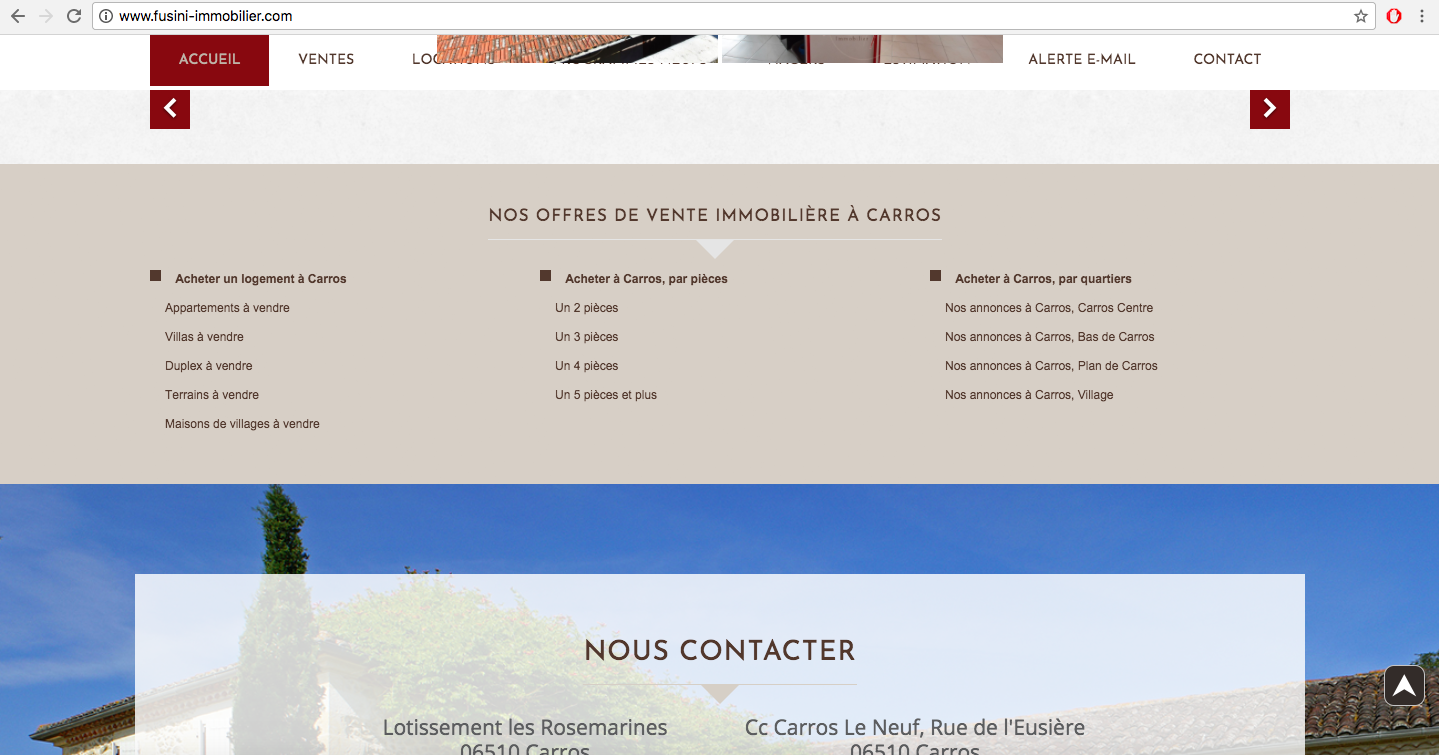 www.fusini-immobilier.com
ACCUEIL VENTES ALERTE E-MAIL CONTACT
NOS OFFRES DE VENTE IMMOBILIÈRE À CARROS
Acheter un logement à Carros
Appartements à vendre
Villas à vendre
Duplex à vendre
Terrains à vendre
Maisons de villages à vendre
Acheter à Carros, par pièces
Un 2 pièces
Un 3 pièces
Un 4 pièces
Un 5 pièces et plus
Acheter à Carros, par quartiers
Nos annonces à Carros, Carros Centre
Nos annonces à Carros, Bas de Carros
Nos annonces à Carros, Plan de Carros
Nos annonces à Carros, Village
NOUS CONTACTER
Lotissement les Rosemarines
06510 Carros
Cc Carros Le Neuf, Rue de l'Eusière
06510 Carros